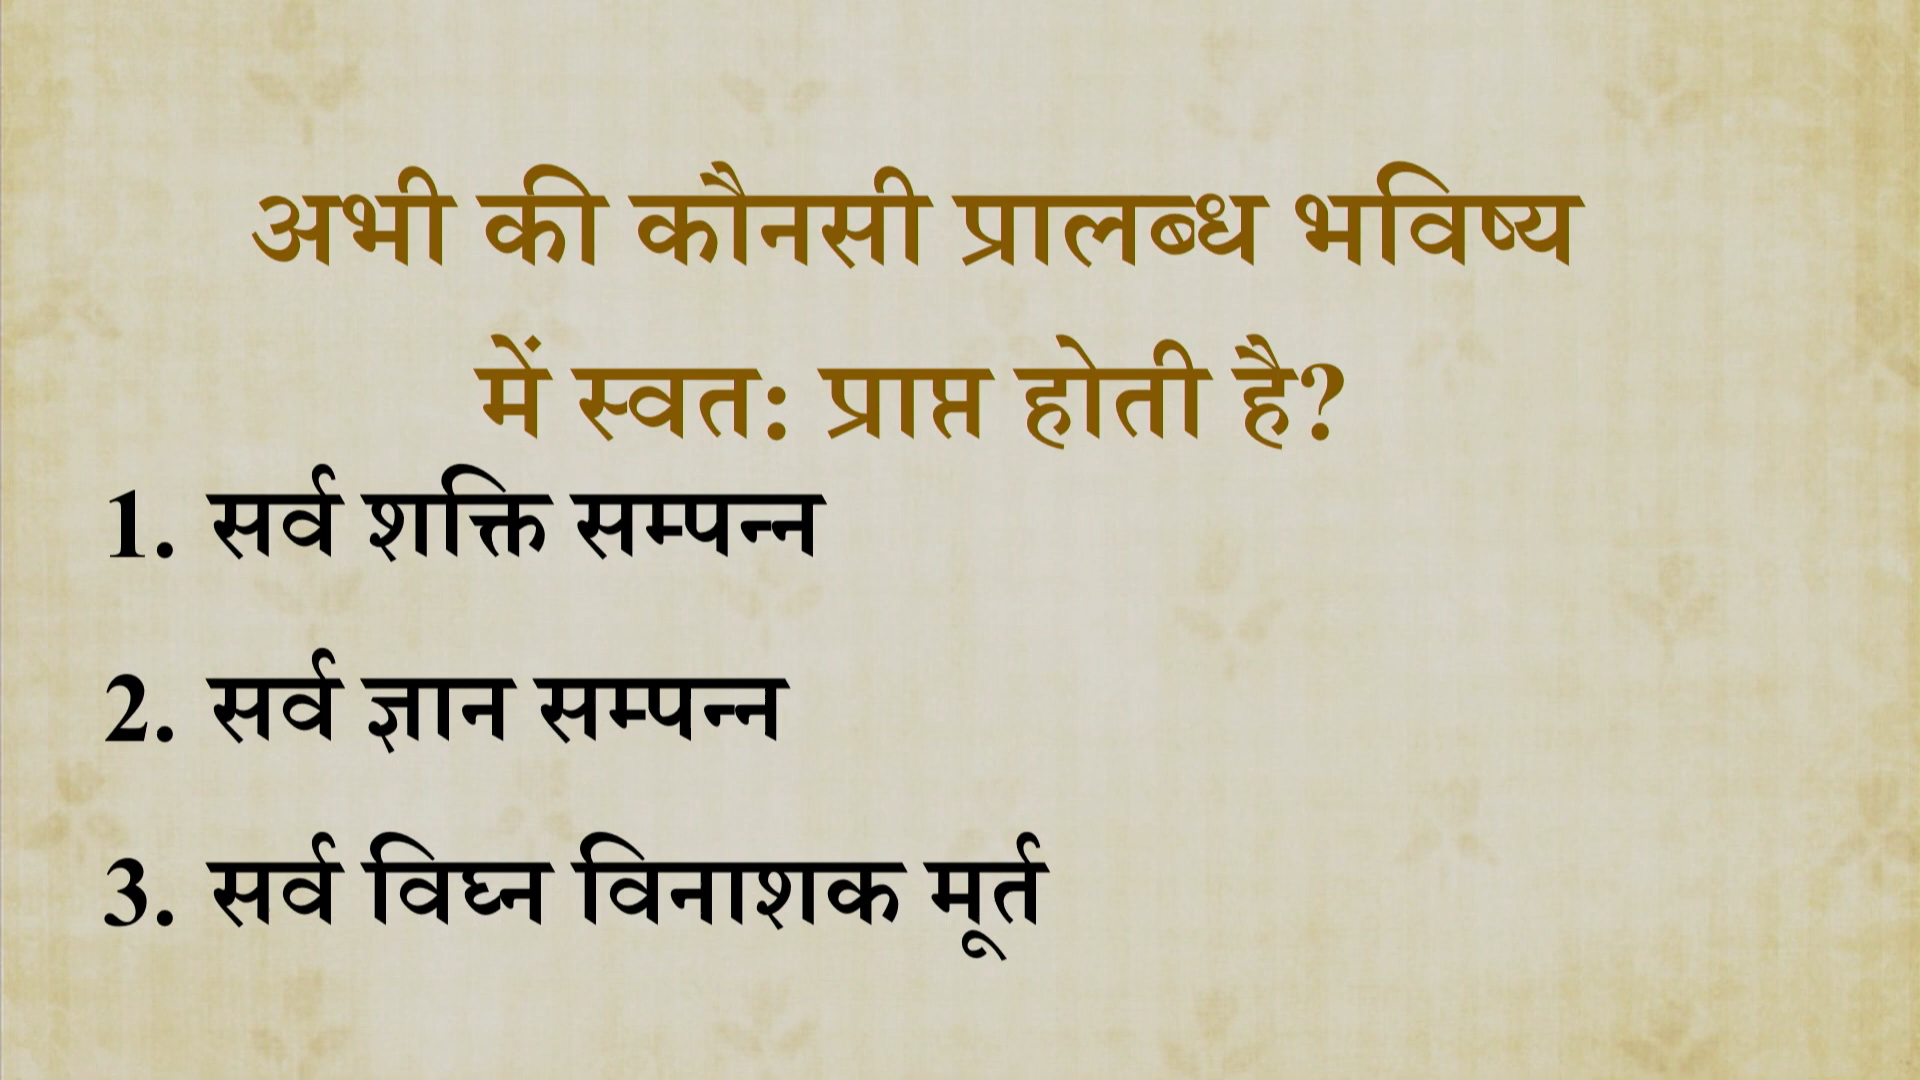 अभी की कौनसी प्रालब्ध भविष्य
में स्वत: प्राप्त होती है?
1. सर्व शक्ति सम्पन्न
2. सर्व ज्ञान सम्पन्न
3. सर्व विघ्न विनाशक मूर्त